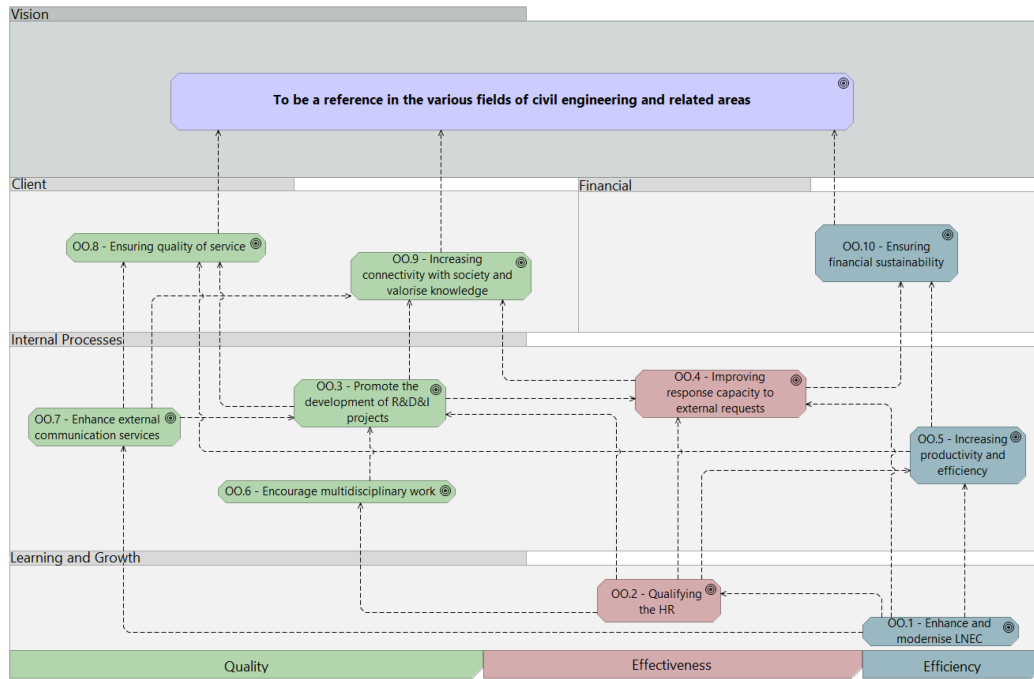 Vision
To be a reference in the various fields of civil engineering and related areas
Client
Financial
OO.8 - Ensuring quality of service
OO.9 - Increasing
connectivity with society and
valorise knowledge
OO.10 - Ensuring
financial sustainability
Internal Processes
OO.7 - Enhance external
communication services
OO.3 - Promote the
development of R&D&I
projects
OO.4 - Improving
response capacity to
external requests
OO.5 - Increasing
productivity and
efficiency
OO.6 - Encourage multidisciplinary work
Learning and Growth
OO.2 - Qualifying
the HR
OO.1 - Enhance and
modernise LNEC
Quality
Effectiveness
Efficiency